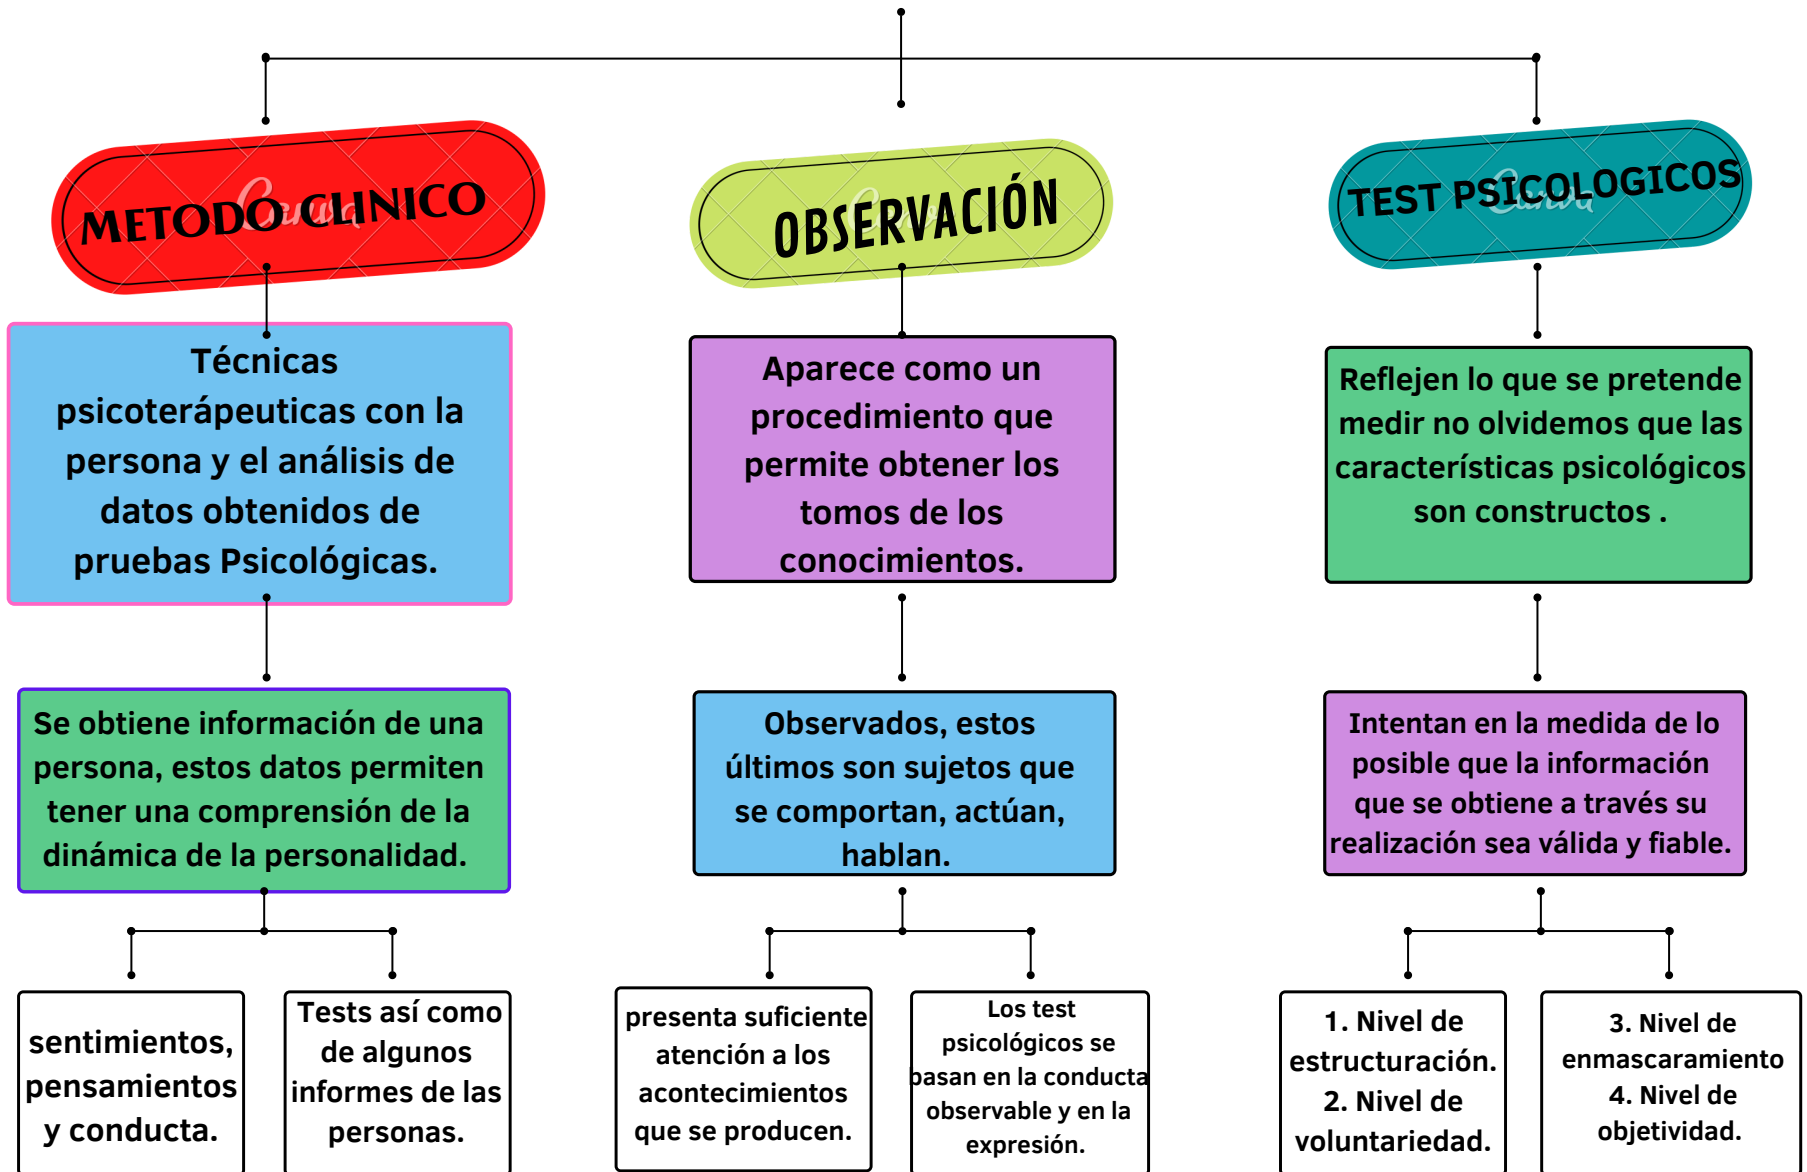 METODO CLINICO
Canva
Técnicas
psicoterápeuticas con la
persona y el análisis de
datos obtenidos de
pruebas Psicológicas.
Se obtiene información de una
persona, estos datos permiten
tener una comprensión de la
dinámica de la personalidad.
sentimientos,
pensamientos
y conducta.
Tests así como
de algunos
informes de las
personas.
OBSERVACIÓN
Canva
Aparece como un
procedimiento que
permite obtener los
tomos de los
conocimientos.
Observados, estos
últimos son sujetos que
se comportan, actúan,
hablan.
presenta suficiente
atención a los
acontecimientos
que se producen.
Los test
psicológicos se
basan en la conducta
observable y en la
expresión.
TEST PSICOLOGICOS
Canva
Reflejen lo que se pretende
medir no olvidemos que las
características psicológicos
son constructos .
Intentan en la medida de lo
posible que la información
que se obtiene a través su
realización sea válida y fiable.
1. Nivel de
estructuración.
2. Nivel de
voluntariedad.
3. Nivel de
enmascaramiento
4. Nivel de
objetividad.